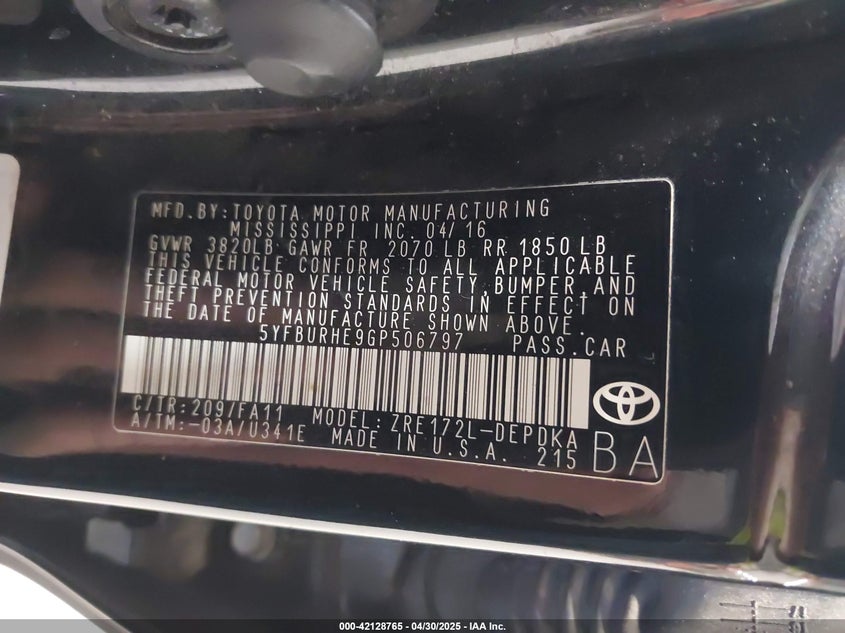 MFD. BY: TOYOTA MOTOR MANUFACTURING
MISSISSIPPI INC. 04/16
GVWR 3820LB GAWR FR 2070 LB RR 1850 LB
THIS VEHICLE CONFORMS TO ALL APPLICABLE
FEDERAL MOTOR VEHICLE SAFETY, BUMPER, AND
THEFT PREVENTION STANDARDS IN EFFECT ON
THE DATE OF MANUFACTURE SHOWN ABOVE.
5YFBURHE9GP506797 PASS. CAR
C/TR: 209/FA11 MODEL: ZRE172L-DEPDKA
A/TM: -03A/U341E MADE IN U.S.A. 215
BA
000-42128765 - 04/30/2025 - IAA Inc.